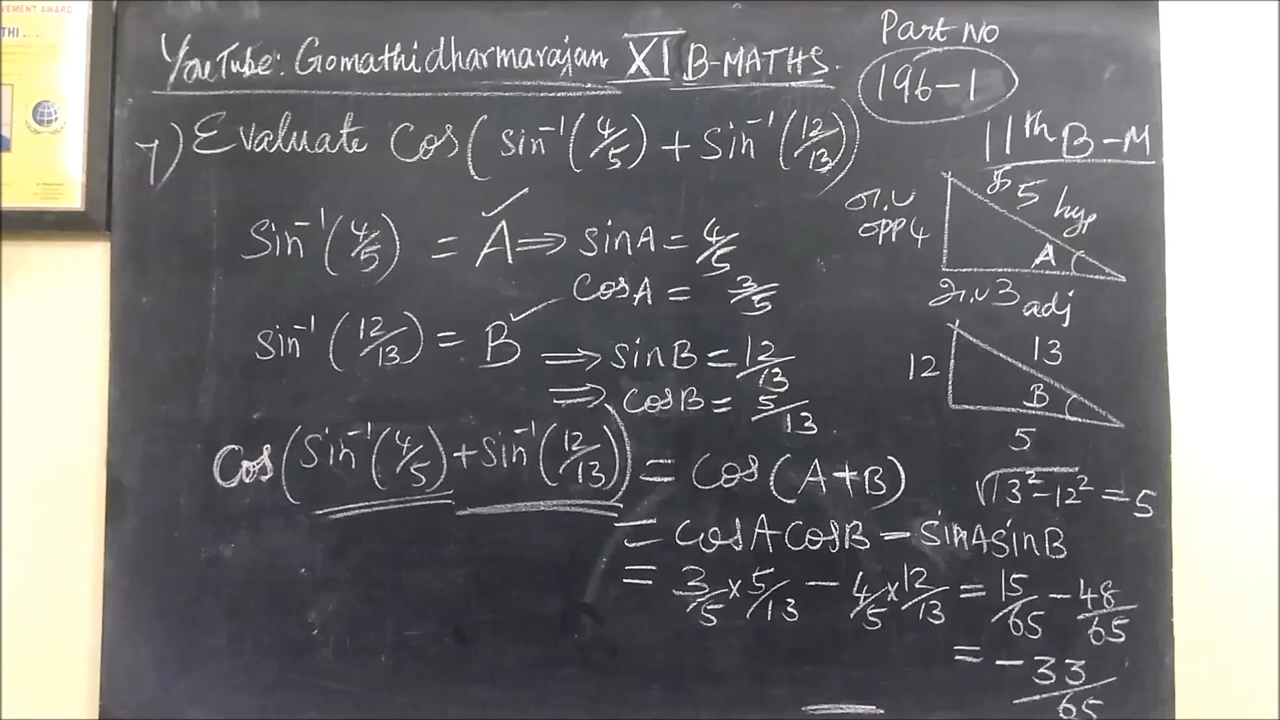 VEMENT AWARD
THI
YouTube: Gomathidharmarajan XI B-MATHS.
Part No
196-1
11th B-M
7) Evaluate Cos(sin⁻¹(4/5) + Sin⁻¹(12/13))
Sin⁻¹(4/5) = A ✓ ⇒ sinA = 4/5
cosA = 3/5
sin⁻¹(12/13) = B ✓ ⇒ sinB = 12/13
⇒ cosB = 5/13
Cos(Sin⁻¹(4/5) + Sin⁻¹(12/13)) = Cos(A+B)
= cosA cosB - sinA sinB
= 3/5 × 5/13 - 4/5 × 12/13 = 15/65 - 48/65
= -33/65
5 hyp
opp 4
A
3 adj
12
13
B
5
√13²-12² = 5